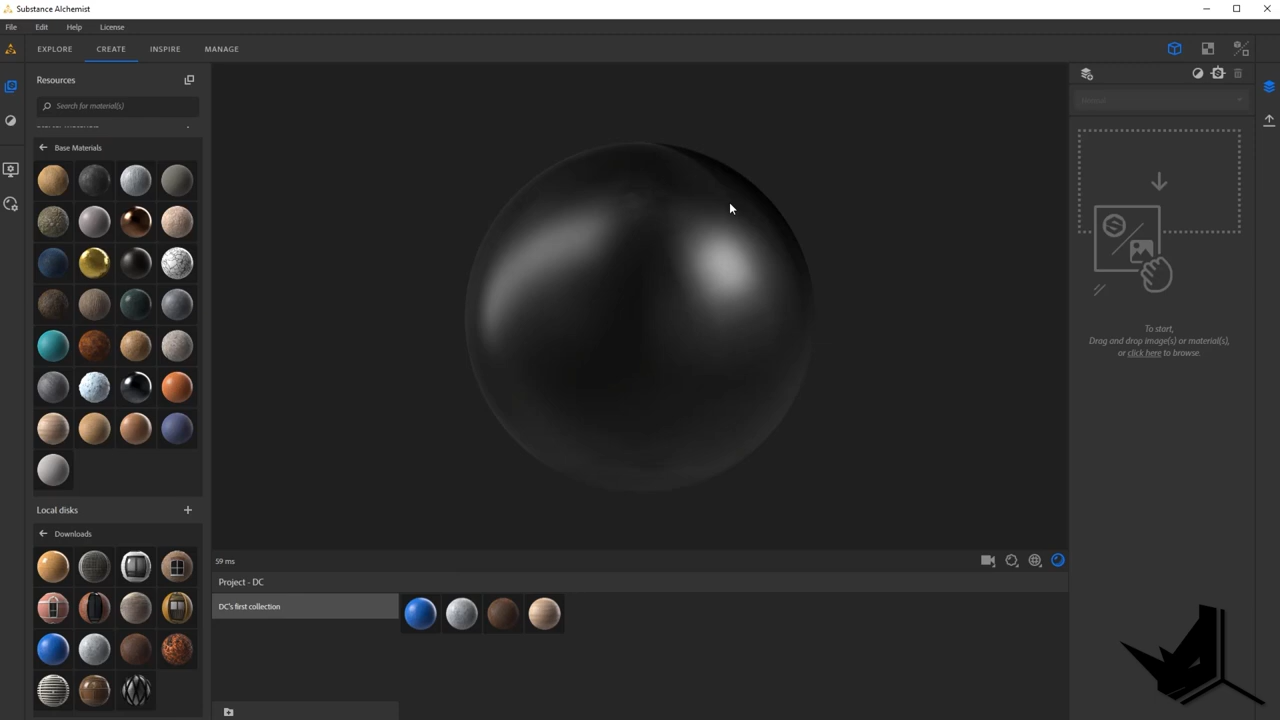 Substance Alchemist
File Edit Help License
EXPLORE CREATE INSPIRE MANAGE
Resources
Search for material(s)
Base Materials
To start,
Drag and drop image(s) or material(s),
or click here to browse.
Local disks
Downloads
59 ms
Project - DC
DC's first collection